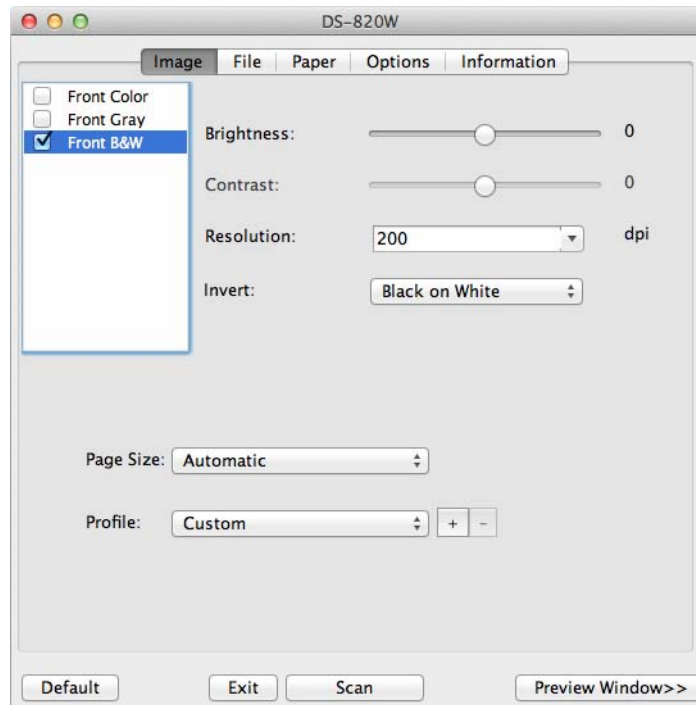 DS-820W
Image File Paper Options Information
Front Color
Front Gray
Front B&W
Brightness: 0
Contrast: 0
Resolution: 200 dpi
Invert: Black on White
Page Size: Automatic
Profile: Custom + -
Default Exit Scan Preview Window>>